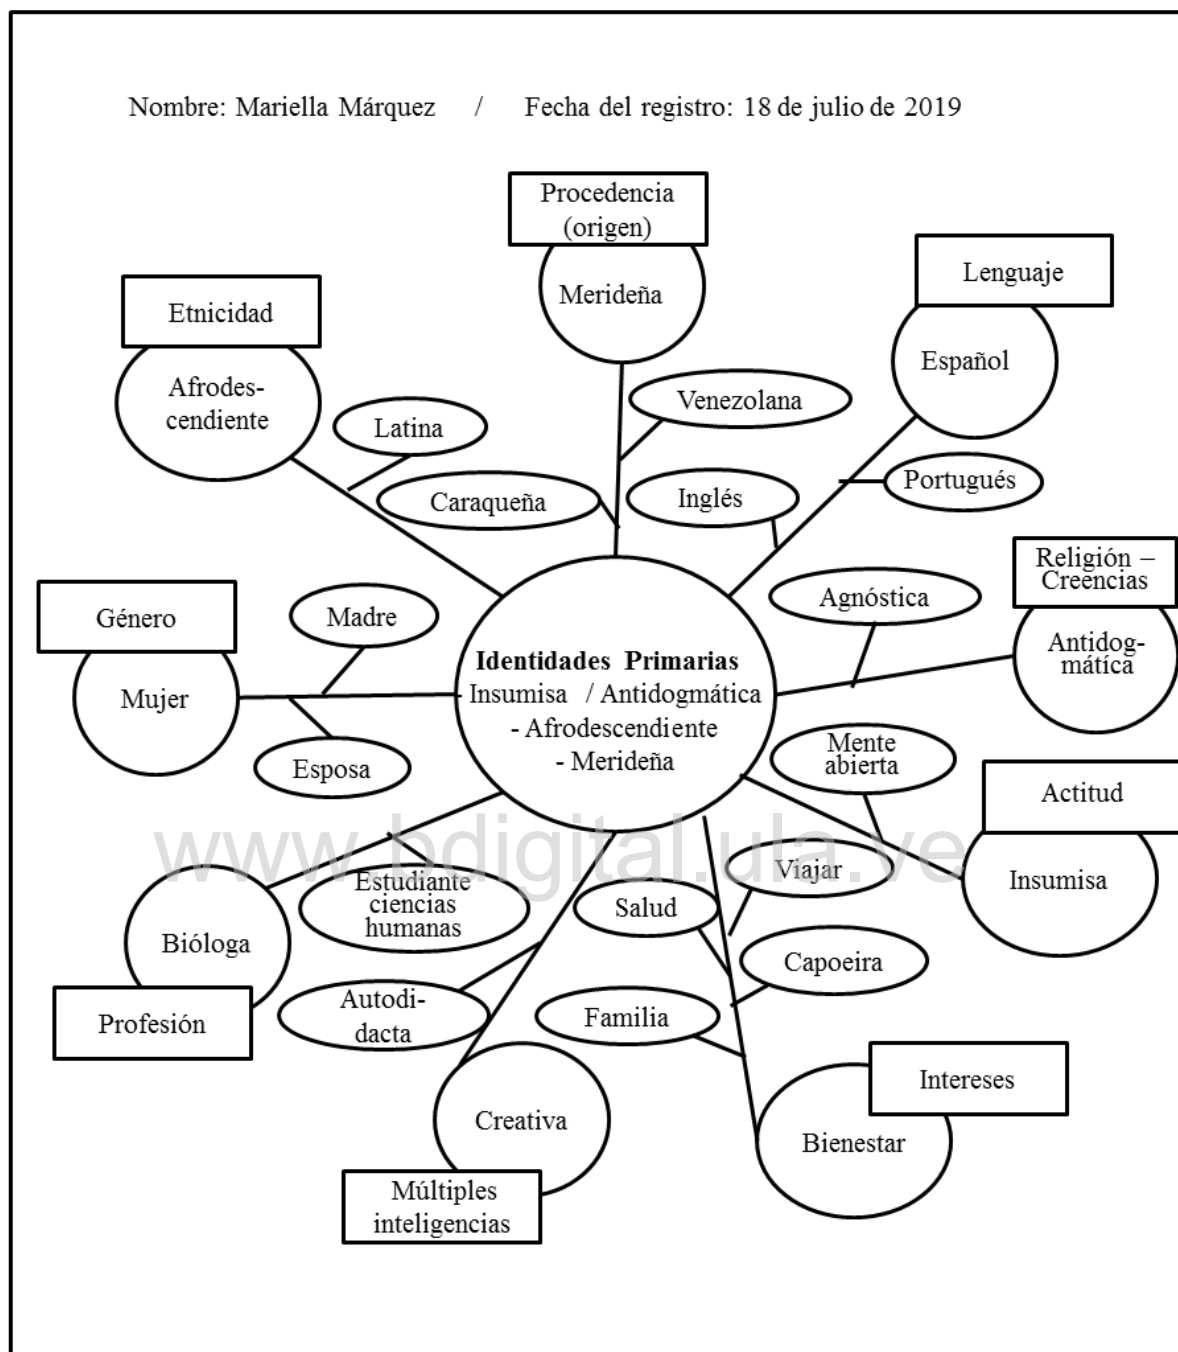 Nombre: Mariella Márquez / Fecha del registro: 18 de julio de 2019
Procedencia
(origen)
Merideña
Lenguaje
Español
Etnicidad
Afrodes-
cendiente
Latina
Venezolana
Caraqueña
Inglés
Portugués
Religión –
Creencias
Antidog-
mátíca
Agnóstica
Género
Mujer
Madre
Esposa
Identidades Primarias
Insumisa / Antidogmática
- Afrodescendiente
- Merideña
Mente
abierta
Actitud
Insumisa
www.bdigital.ula.ve
Viajar
Estudiante
ciencias
humanas
Salud
Bióloga
Profesión
Capoeira
Autodi-
dacta
Familia
Intereses
Bienestar
Creativa
Múltiples
inteligencias